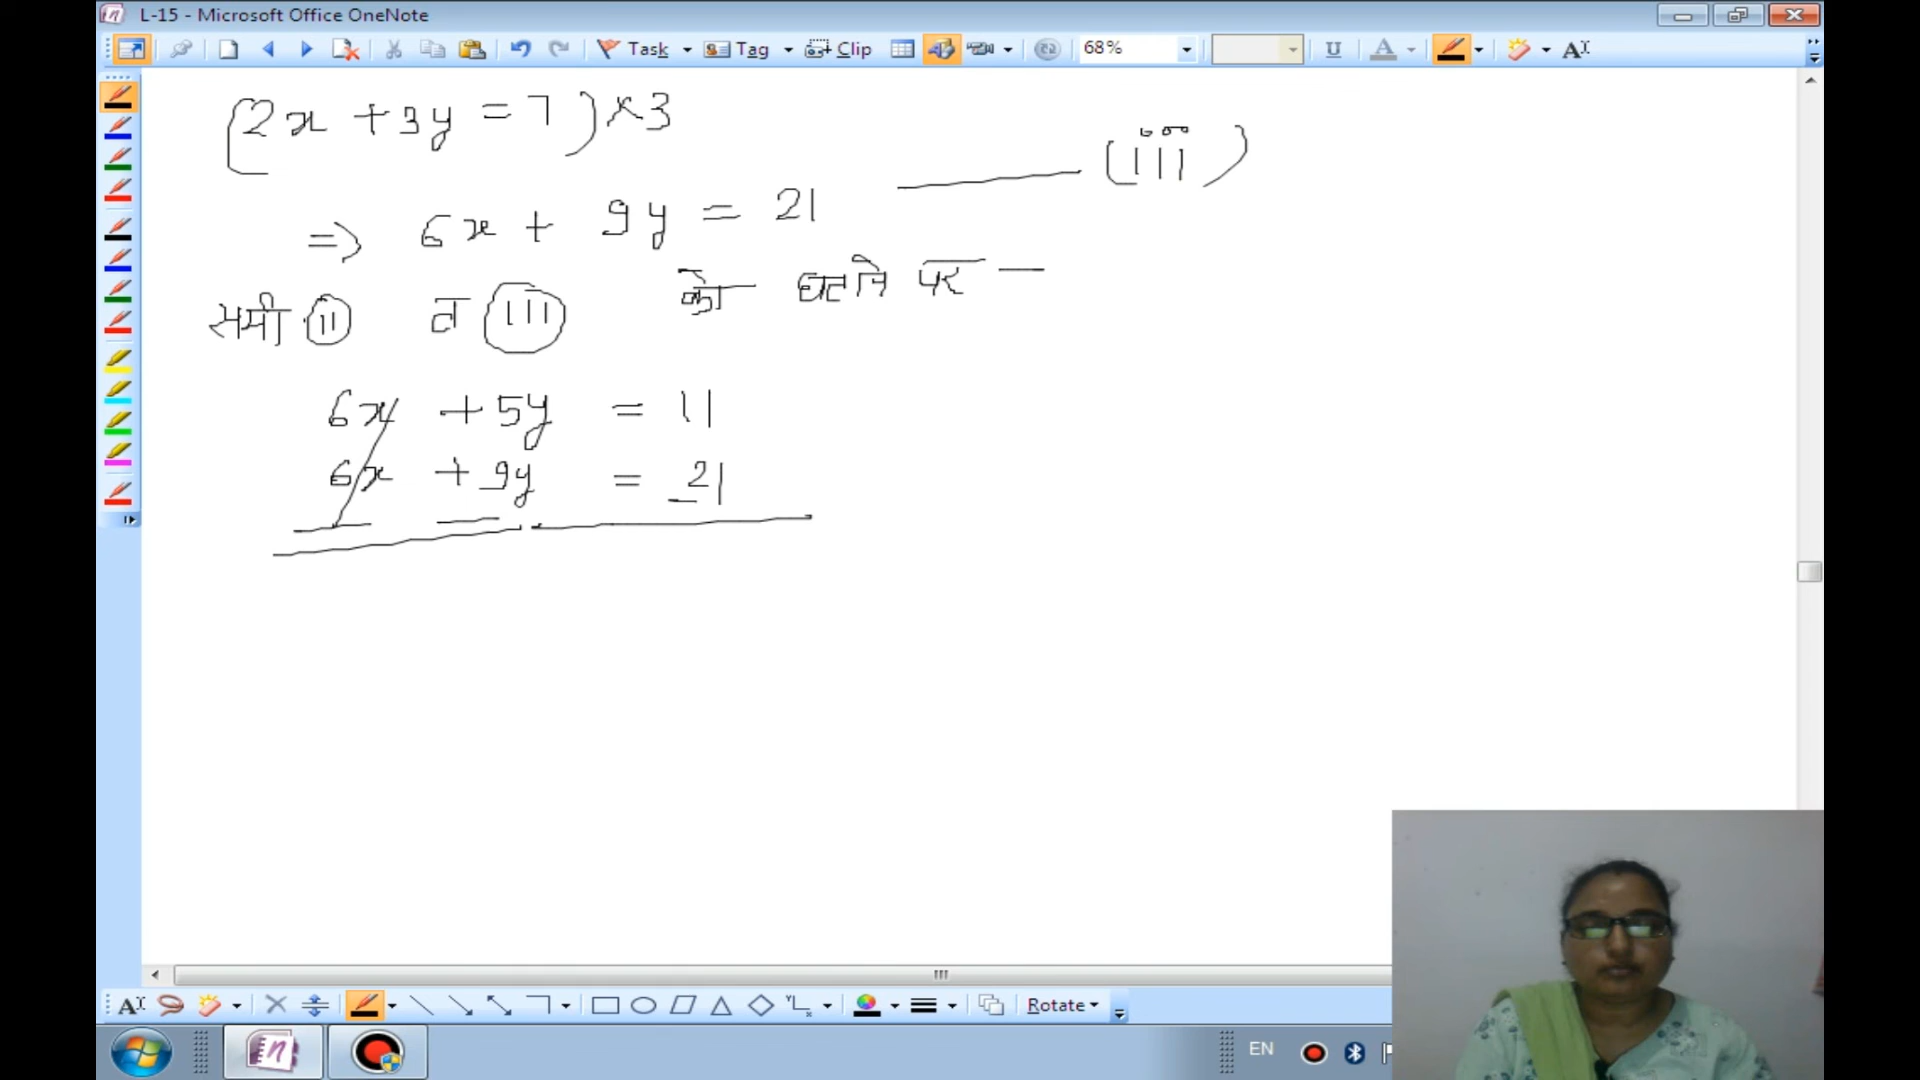 L-15 - Microsoft Office OneNote
Task Tag Clip 68% U A A
(2x + 3y = 7) × 3
(iii)
=> 6x + 9y = 21
समी (ii) व (iii) को घटाने पर —
6x + 5y = 11
6x + 9y = 21
A Rotate
EN